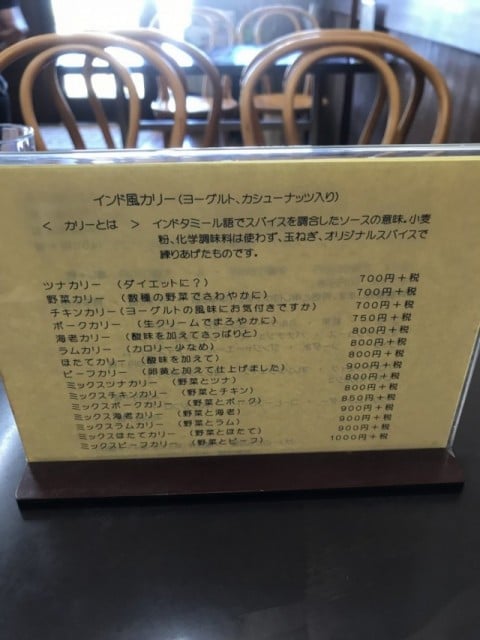 インド風カリー(ヨーグルト、カシューナッツ入り)
< カリーとは > インドタミール語でスパイスを調合したソースの意味。小麦
粉、化学調味料は使わず、玉ねぎ、オリジナルスパイスで
練りあげたものです。
ツナカリー (ダイエットに?) 700円+税
野菜カリー (数種の野菜でさわやかに) 700円+税
チキンカリー(ヨーグルトの風味にお気付きですか) 700円+税
ポークカリー (生クリームでまろやかに) 750円+税
海老カリー (酸味を加えてさっぱりと) 800円+税
ラムカリー (カロリー少なめ) 800円+税
ほたてカリー (酸味を加えて) 800円+税
ビーフカリー (卵黄と加えて仕上げました) 900円+税
ミックスツナカリー (野菜とツナ) 800円+税
ミックスチキンカリー (野菜とチキン) 800円+税
ミックスポークカリー (野菜とポーク) 850円+税
ミックス海老カリー (野菜と海老) 900円+税
ミックスラムカリー (野菜とラム) 900円+税
ミックスほたてカリー (野菜とほたて) 900円+税
ミックスビーフカリー (野菜とビーフ) 1000円+税